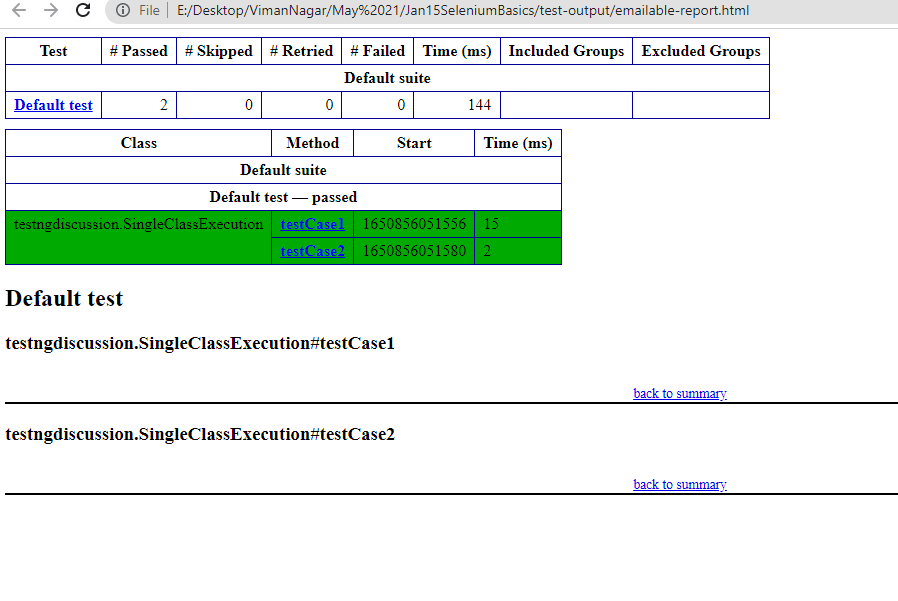 File | E:/Desktop/VimanNagar/May%2021/Jan15SeleniumBasics/test-output/emailable-report.html
Test # Passed # Skipped # Retried # Failed Time (ms) Included Groups Excluded Groups
Default suite
Default test 2 0 0 0 144
Class Method Start Time (ms)
Default suite
Default test — passed
testngdiscussion.SingleClassExecution testCase1 1650856051556 15
testCase2 1650856051580 2
Default test
testngdiscussion.SingleClassExecution#testCase1
back to summary
testngdiscussion.SingleClassExecution#testCase2
back to summary